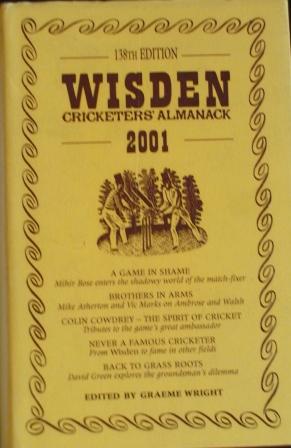 138TH EDITION
WISDEN
CRICKETERS' ALMANACK
2001
A GAME IN SHAME
Mihir Bose enters the shadowy world of the match-fixer
BROTHERS IN ARMS
Mike Atherton and Vic Marks on Ambrose and Walsh
COLIN COWDREY – THE SPIRIT OF CRICKET
Tributes to the game's great ambassador
NEVER A FAMOUS CRICKETER
From Wisden to fame in other fields
BACK TO GRASS ROOTS
David Green explores the groundsman's dilemma
EDITED BY GRAEME WRIGHT